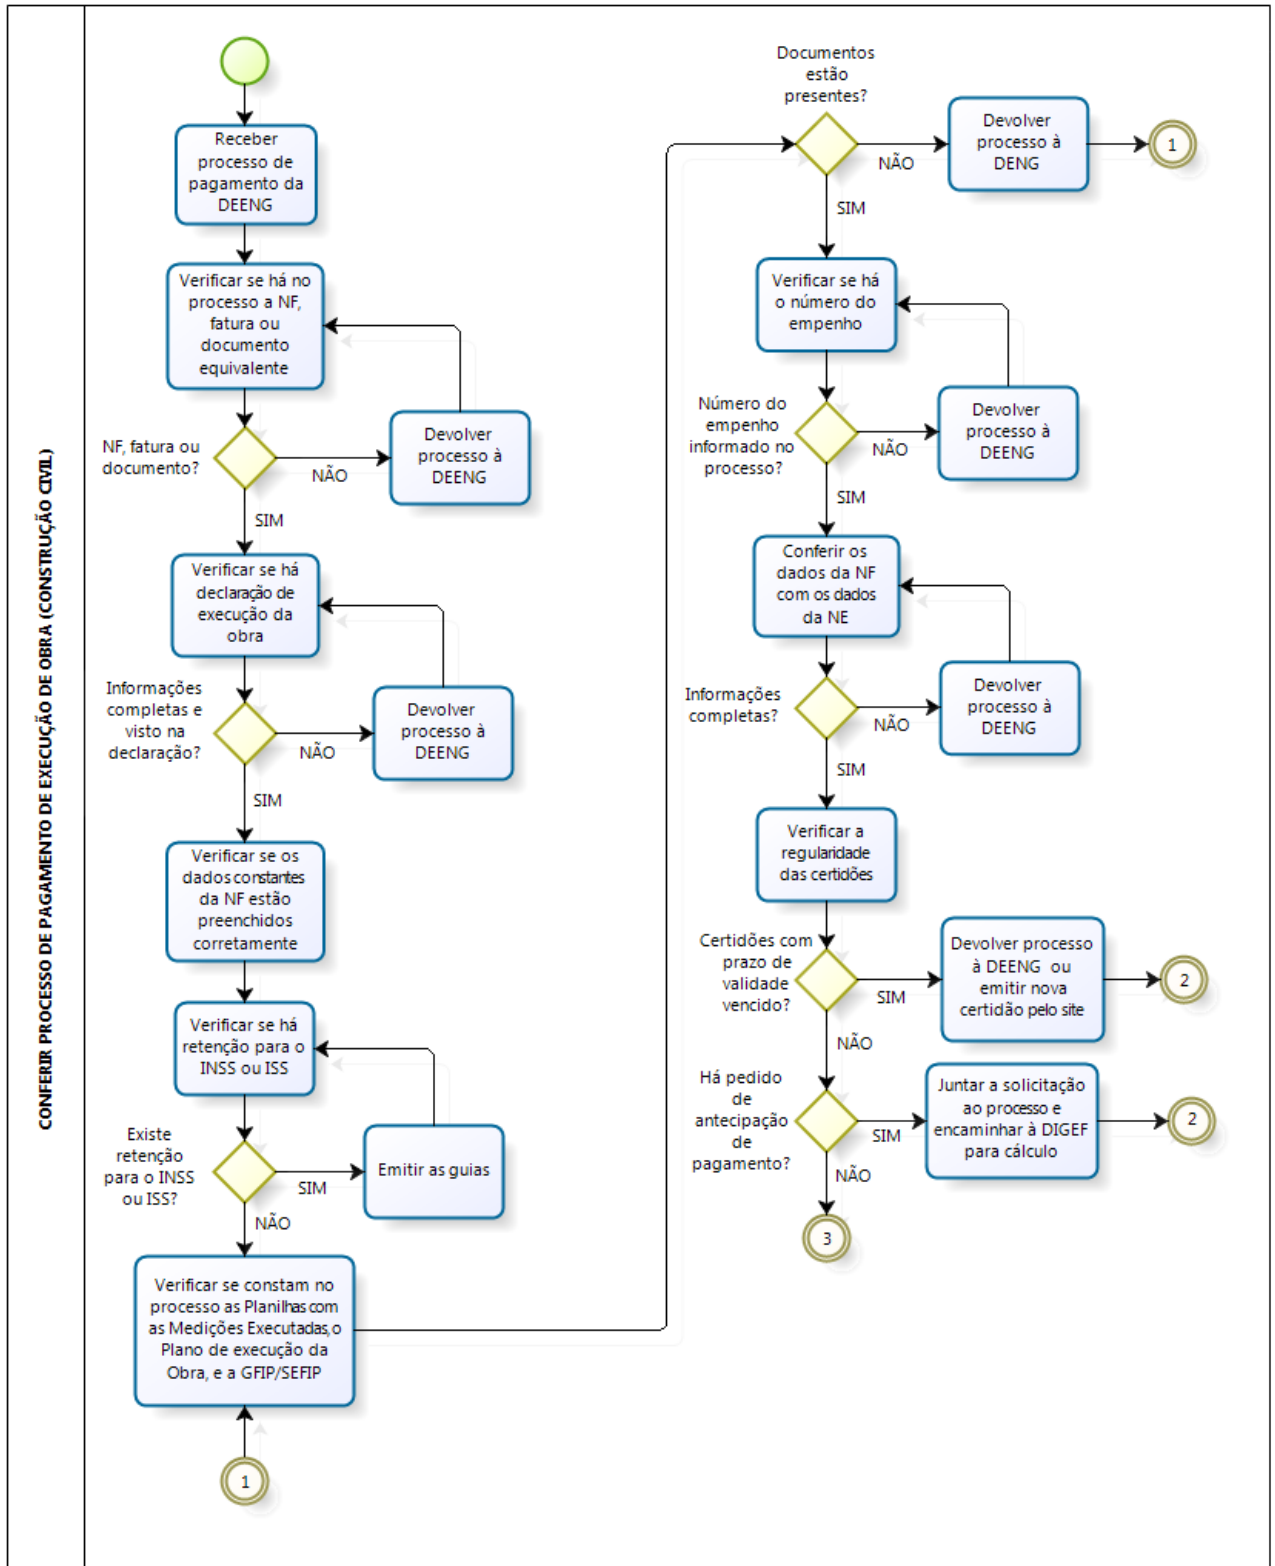 CONFERIR PROCESSO DE PAGAMENTO DE EXECUÇÃO DE OBRA (CONSTRUÇÃO CIVIL)
Receber
processo de
pagamento da
DEENG
Verificar se há no
processo a NF,
fatura ou
documento
equivalente
NF, fatura ou
documento?
NÃO
Devolver
processo à
DEENG
SIM
Verificar se há
declaração de
execução da
obra
Informações
completas e
visto na
declaração?
NÃO
Devolver
processo à
DEENG
SIM
Verificar se os
dados constantes
da NF estão
preenchidos
corretamente
Verificar se há
retenção para o
INSS ou ISS
Existe
retenção
para o INSS
ou ISS?
SIM
Emitir as guias
NÃO
Verificar se constam no
processo as Planilhas com
as Medições Executadas,o
Plano de execução da
Obra, e a GFIP/SEFIP
1
Documentos
estão
presentes?
NÃO
Devolver
processo à
DENG
1
SIM
Verificar se há
o número do
empenho
Número do
empenho
informado no
processo?
NÃO
Devolver
processo à
DEENG
SIM
Conferir os
dados da NF
com os dados
da NE
Informações
completas?
NÃO
Devolver
processo à
DEENG
SIM
Verificar a
regularidade
das certidões
Certidões com
prazo de
validade
vencido?
SIM
Devolver processo
à DEENG ou
emitir nova
certidão pelo site
2
NÃO
Há pedido
de
antecipação
de
pagamento?
SIM
Juntar a solicitação
ao processo e
encaminhar à DIGEF
para cálculo
2
NÃO
3